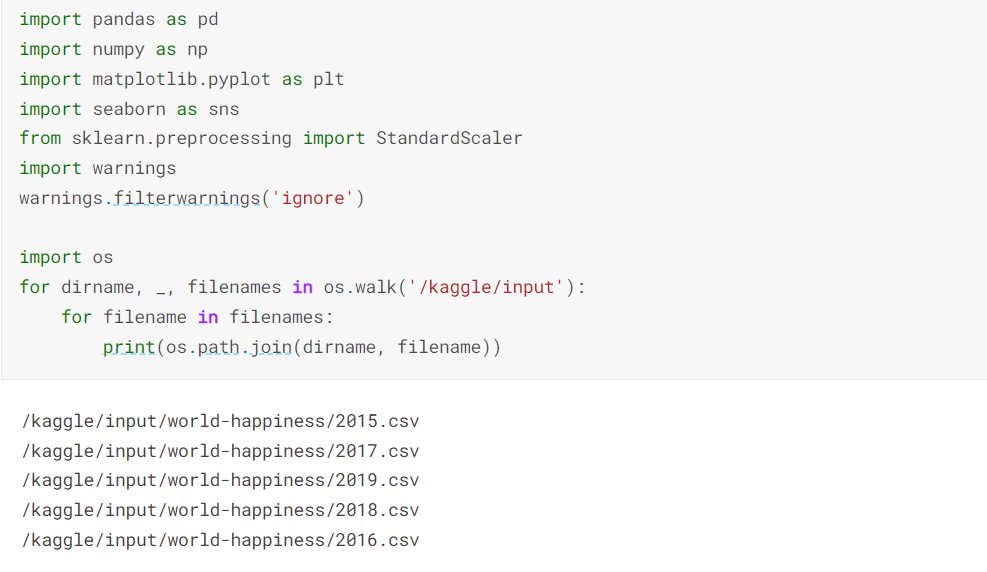 import pandas as pd
import numpy as np
import matplotlib.pyplot as plt
import seaborn as sns
from sklearn.preprocessing import StandardScaler
import warnings
warnings.filterwarnings('ignore')
import os
for dirname, _, filenames in os.walk('/kaggle/input'):
    for filename in filenames:
        print(os.path.join(dirname, filename))
/kaggle/input/world-happiness/2015.csv
/kaggle/input/world-happiness/2017.csv
/kaggle/input/world-happiness/2019.csv
/kaggle/input/world-happiness/2018.csv
/kaggle/input/world-happiness/2016.csv